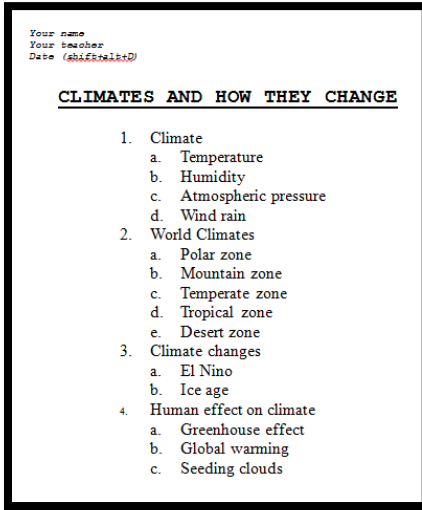 Your name
Your teacher
Date (shift+alt+D)
CLIMATES AND HOW THEY CHANGE
1. Climate
a. Temperature
b. Humidity
c. Atmospheric pressure
d. Wind rain
2. World Climates
a. Polar zone
b. Mountain zone
c. Temperate zone
d. Tropical zone
e. Desert zone
3. Climate changes
a. El Nino
b. Ice age
4. Human effect on climate
a. Greenhouse effect
b. Global warming
c. Seeding clouds